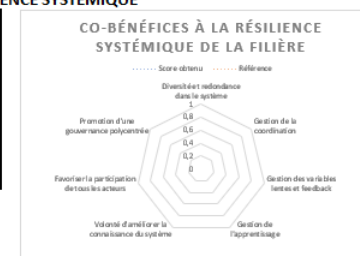 ENCE SYSTÉMIQUE
CO-BÉNÉFICES À LA RÉSILIENCE
SYSTÉMIQUE DE LA FILIÈRE
Score obtenu
Référence
Diversité et redondance
dans le système
1
0,8
0,6
0,4
0,2
0
Gestion de la
coordination
Gestion des variables
lentes et feedback
Gestion de
l'apprentissage
Volonté d'améliorer la
connaissance du système
Favoriser la participation
de tous les acteurs
Promotion d'une
gouvernance polycentrée